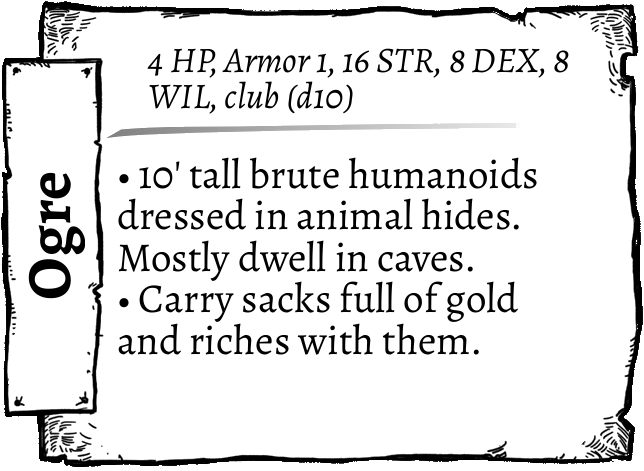 Ogre
4 HP, Armor 1, 16 STR, 8 DEX, 8
WIL, club (d10)
• 10' tall brute humanoids
dressed in animal hides.
Mostly dwell in caves.
• Carry sacks full of gold
and riches with them.